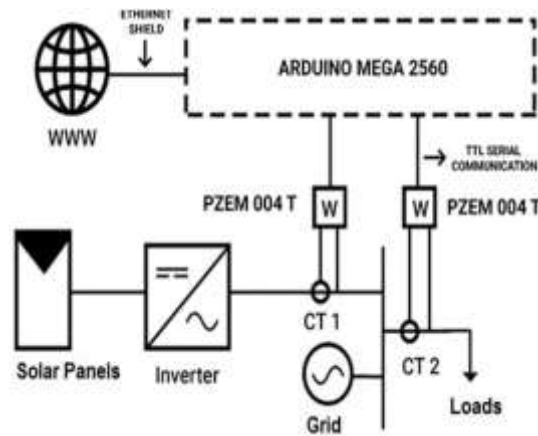 ETHERNET
SHIELD
ARDUINO MEGA 2560
WWW
TTL SERIAL
COMMUNICATION
PZEM 004 T
W
W
PZEM 004 T
CT 1
CT 2
Solar Panels
Inverter
Grid
Loads